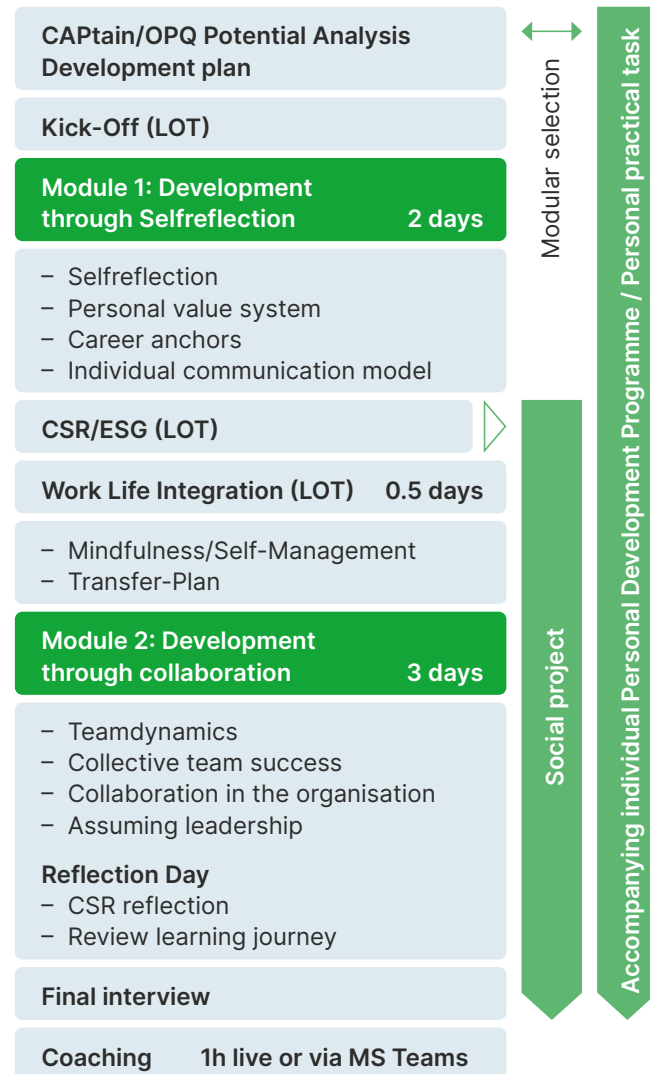 CAPtain/OPQ Potential Analysis
Development plan
Kick-Off (LOT)
Module 1: Development
through Selfreflection 2 days
– Selfreflection
– Personal value system
– Career anchors
– Individual communication model
CSR/ESG (LOT)
Work Life Integration (LOT) 0.5 days
– Mindfulness/Self-Management
– Transfer-Plan
Module 2: Development
through collaboration 3 days
– Teamdynamics
– Collective team success
– Collaboration in the organisation
– Assuming leadership
Reflection Day
– CSR reflection
– Review learning journey
Final interview
Coaching 1h live or via MS Teams
Modular selection
Social project
Accompanying individual Personal Development Programme / Personal practical task